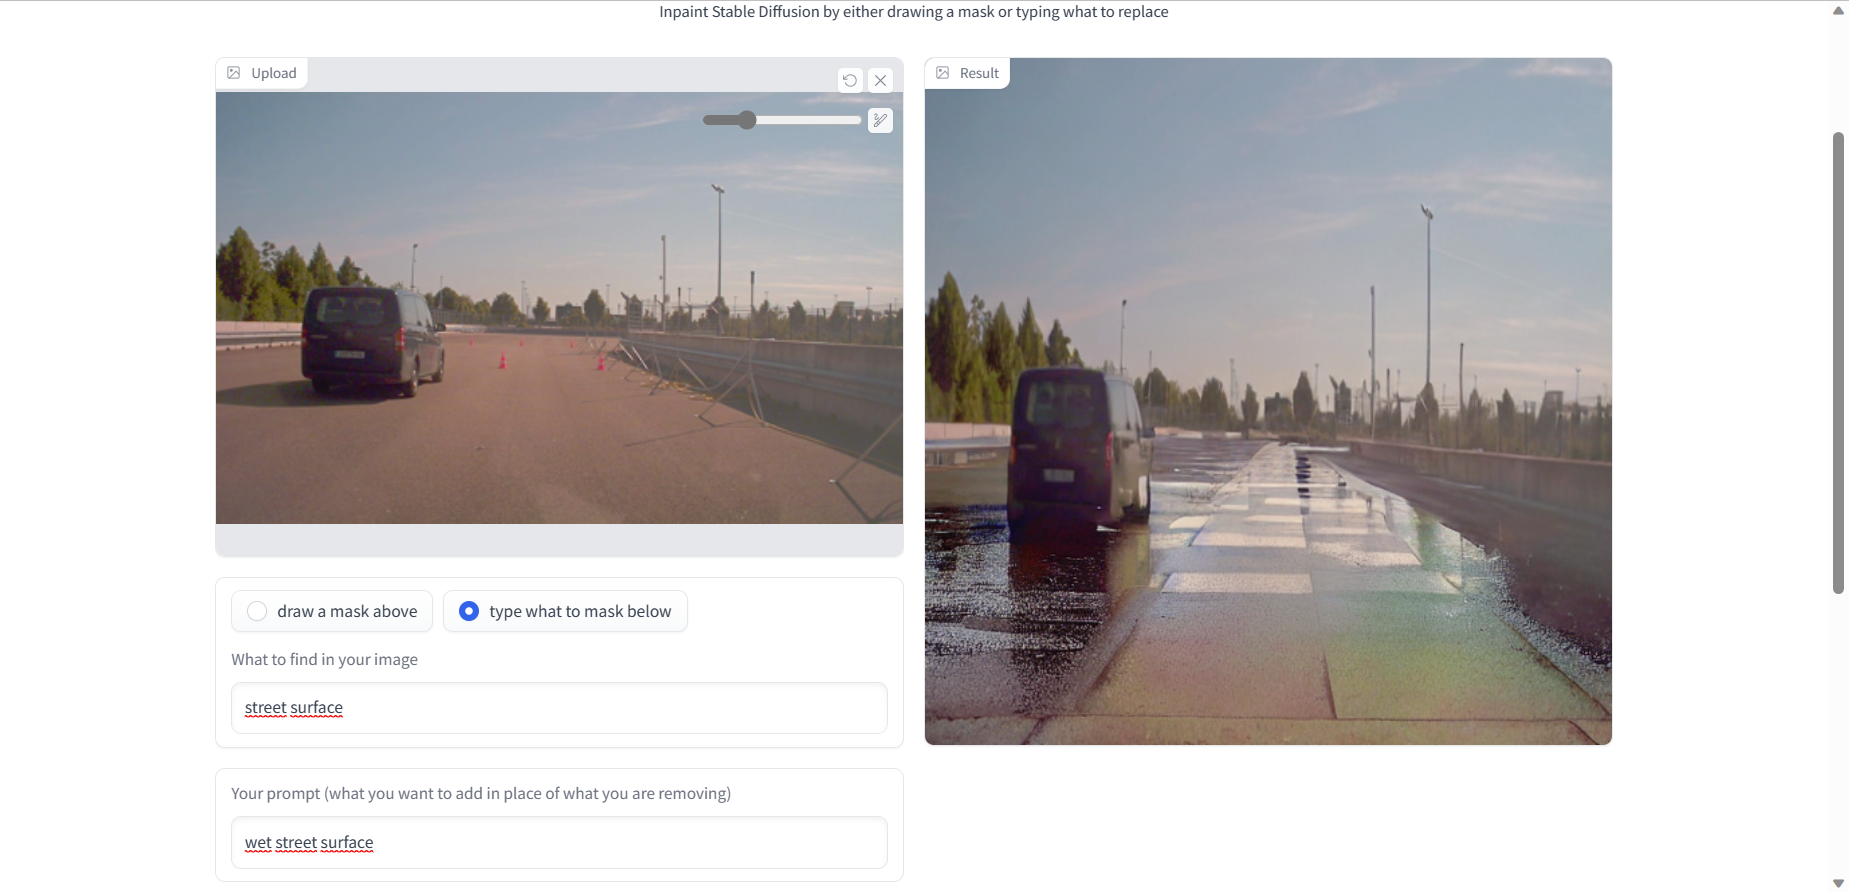 Inpaint Stable Diffusion by either drawing a mask or typing what to replace
Upload
Result
draw a mask above
type what to mask below
What to find in your image
street surface
Your prompt (what you want to add in place of what you are removing)
wet street surface